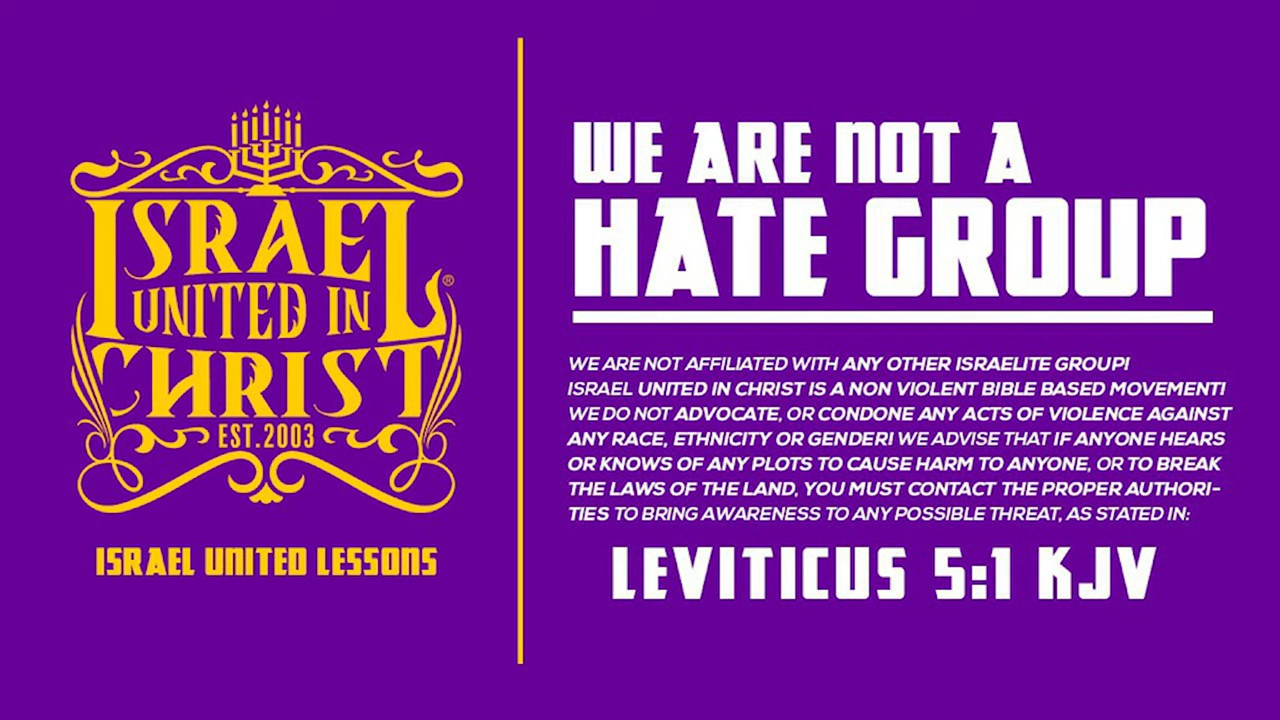 ISRAEL
UNITED IN
CHRIST
®
EST.2003
ISRAEL UNITED LESSONS
WE ARE NOT A
HATE GROUP
WE ARE NOT AFFILIATED WITH ANY OTHER ISRAELITE GROUP!
ISRAEL UNITED IN CHRIST IS A NON VIOLENT BIBLE BASED MOVEMENT!
WE DO NOT ADVOCATE, OR CONDONE ANY ACTS OF VIOLENCE AGAINST
ANY RACE, ETHNICITY OR GENDER! WE ADVISE THAT IF ANYONE HEARS
OR KNOWS OF ANY PLOTS TO CAUSE HARM TO ANYONE, OR TO BREAK
THE LAWS OF THE LAND, YOU MUST CONTACT THE PROPER AUTHORI-
TIES TO BRING AWARENESS TO ANY POSSIBLE THREAT, AS STATED IN:
LEVITICUS 5:1 KJV